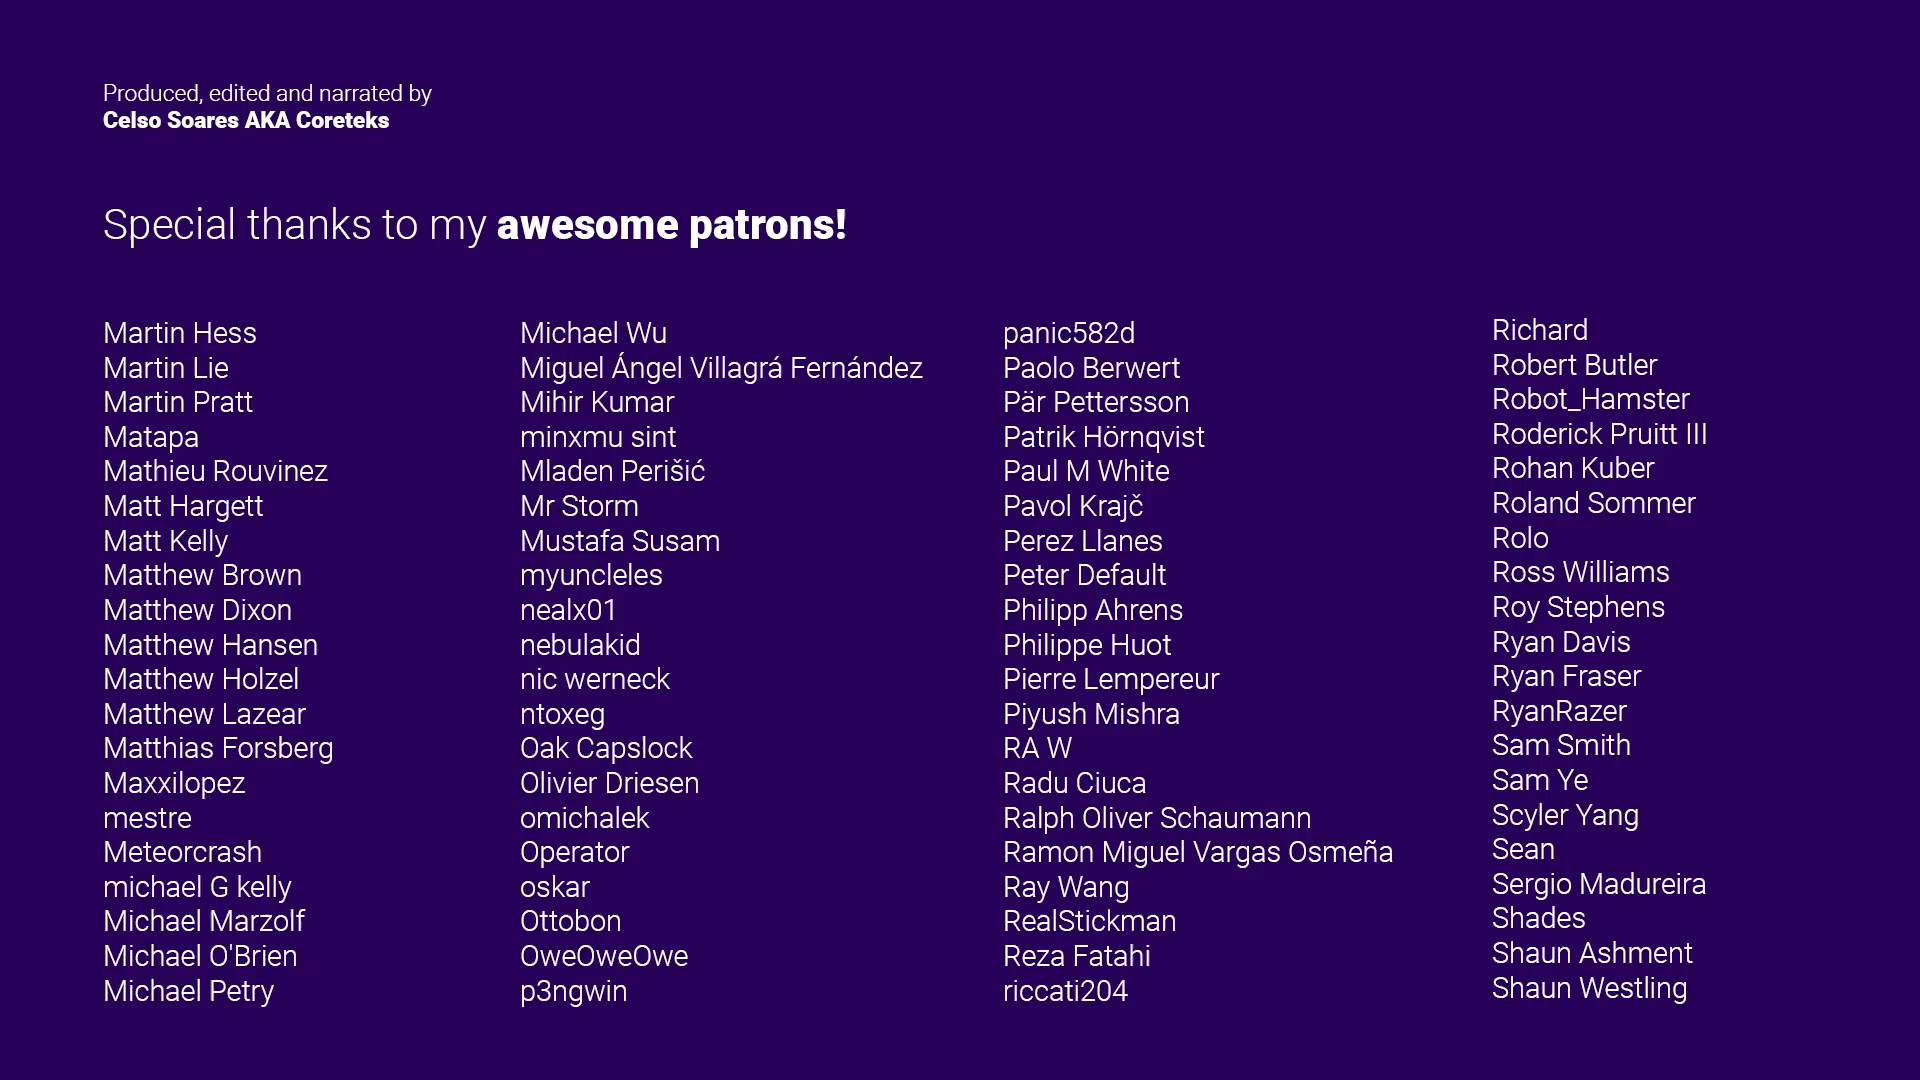 Produced, edited and narrated by
Celso Soares AKA Coreteks
Special thanks to my awesome patrons!
Martin Hess
Martin Lie
Martin Pratt
Matapa
Mathieu Rouvinez
Matt Hargett
Matt Kelly
Matthew Brown
Matthew Dixon
Matthew Hansen
Matthew Holzel
Matthew Lazear
Matthias Forsberg
Maxxilopez
mestre
Meteorcrash
michael G kelly
Michael Marzolf
Michael O'Brien
Michael Petry
Michael Wu
Miguel Ángel Villagrá Fernández
Mihir Kumar
minxmu sint
Mladen Perišić
Mr Storm
Mustafa Susam
myuncleles
nealx01
nebulakid
nic werneck
ntoxeg
Oak Capslock
Olivier Driesen
omichalek
Operator
oskar
Ottobon
OweOweOwe
p3ngwin
panic582d
Paolo Berwert
Pär Pettersson
Patrik Hörnqvist
Paul M White
Pavol Krajč
Perez Llanes
Peter Default
Philipp Ahrens
Philippe Huot
Pierre Lempereur
Piyush Mishra
RA W
Radu Ciuca
Ralph Oliver Schaumann
Ramon Miguel Vargas Osmeña
Ray Wang
RealStickman
Reza Fatahi
riccati204
Richard
Robert Butler
Robot_Hamster
Roderick Pruitt III
Rohan Kuber
Roland Sommer
Rolo
Ross Williams
Roy Stephens
Ryan Davis
Ryan Fraser
RyanRazer
Sam Smith
Sam Ye
Scyler Yang
Sean
Sergio Madureira
Shades
Shaun Ashment
Shaun Westling